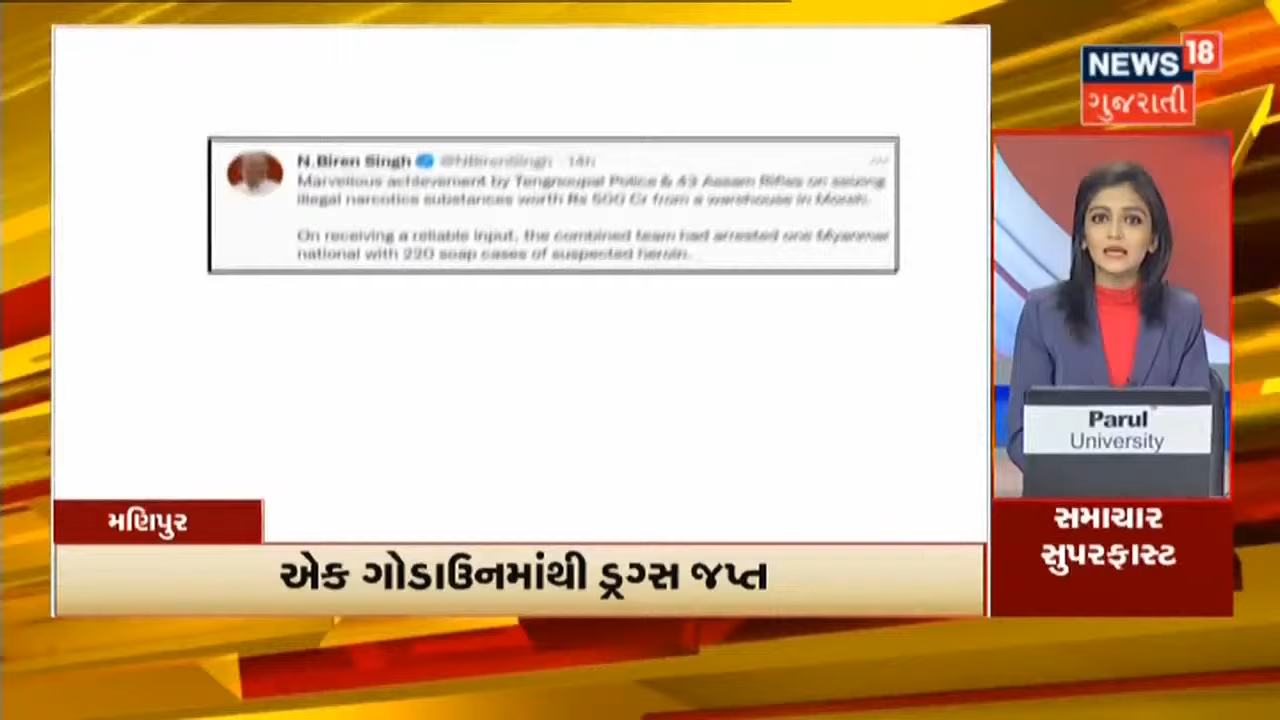 N.Biren Singh @NBirenSingh · 14h
Marvellous achievement by Tengnoupal Police & 43 Assam Rifles on seizing
illegal narcotics substances worth Rs 500 Cr from a warehouse in Moreh.
On receiving a reliable input, the combined team had arrested one Myanmar
national with 220 soap cases of suspected heroin.
NEWS 18
ગુજરાતી
Parul
University
મણિપુર
એક ગોડાઉનમાંથી ડ્રગ્સ જપ્ત
સમાચાર
સુપરફાસ્ટ